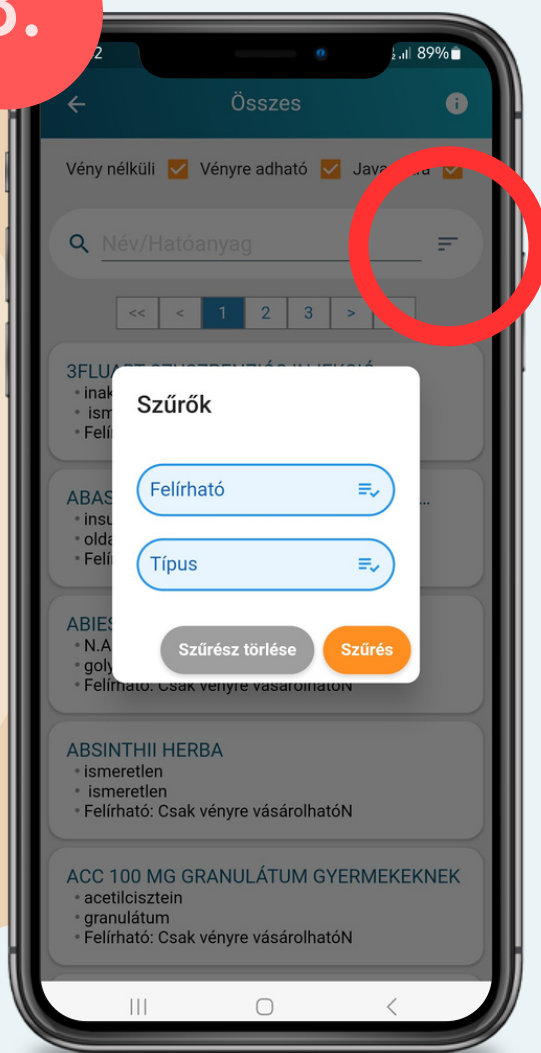 3.
89%
Összes
Vény nélküli
Vényre adható
Név/Hatóanyag
<< < 1 2 3 >
Szűrők
Felírható
Típus
Szűrész törlése Szűrés
Felírható: Csak vényre vásárolhatóN
ABSINTHII HERBA
• ismeretlen
• ismeretlen
• Felírható: Csak vényre vásárolhatóN
ACC 100 MG GRANULÁTUM GYERMEKEKNEK
• acetilcisztein
• granulátum
• Felírható: Csak vényre vásárolhatóN